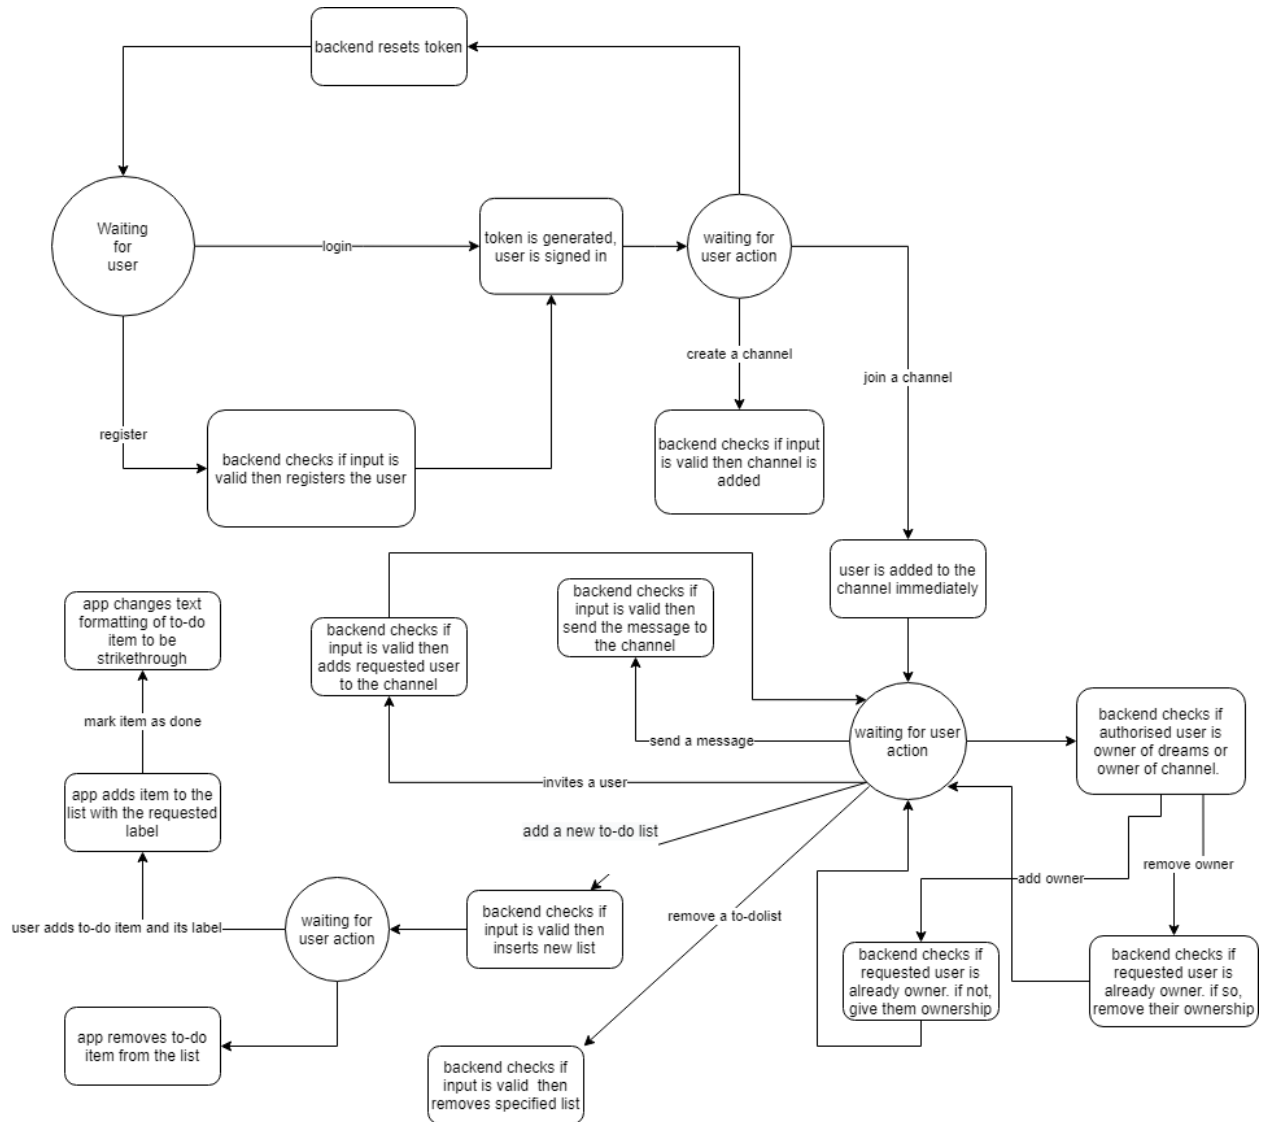 backend resets token
Waiting
for
user
login
token is generated,
user is signed in
waiting for
user action
create a channel
join a channel
register
backend checks if input is
valid then registers the user
backend checks if input
is valid then channel is
added
user is added to the
channel immediately
app changes text
formatting of to-do
item to be
strikethrough
backend checks if
input is valid then
adds requested user
to the channel
backend checks if
input is valid then
send the message to
the channel
mark item as done
send a message
waiting for user
action
backend checks if
authorised user is
owner of dreams or
owner of channel.
invites a user
app adds item to the
list with the requested
label
add a new to-do list
add owner
remove owner
user adds to-do item and its label
waiting for
user action
backend checks if
input is valid then
inserts new list
remove a to-dolist
backend checks if
requested user is
already owner. if not,
give them ownership
backend checks if
requested user is
already owner. if so,
remove their ownership
app removes to-do
item from the list
backend checks if
input is valid  then
removes specified list